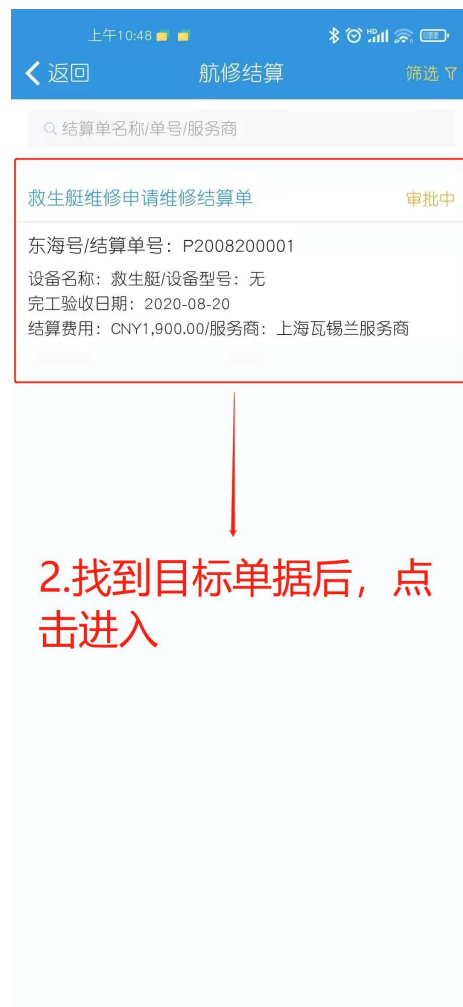 上午10:48
HD
77
返回
航修结算
筛选
结算单名称/单号/服务商
救生艇维修申请维修结算单
审批中
东海号/结算单号：P2008200001
设备名称：救生艇/设备型号：无
完工验收日期：2020-08-20
结算费用：CNY1,900.00/服务商：上海瓦锡兰服务商
2.找到目标单据后，点
击进入